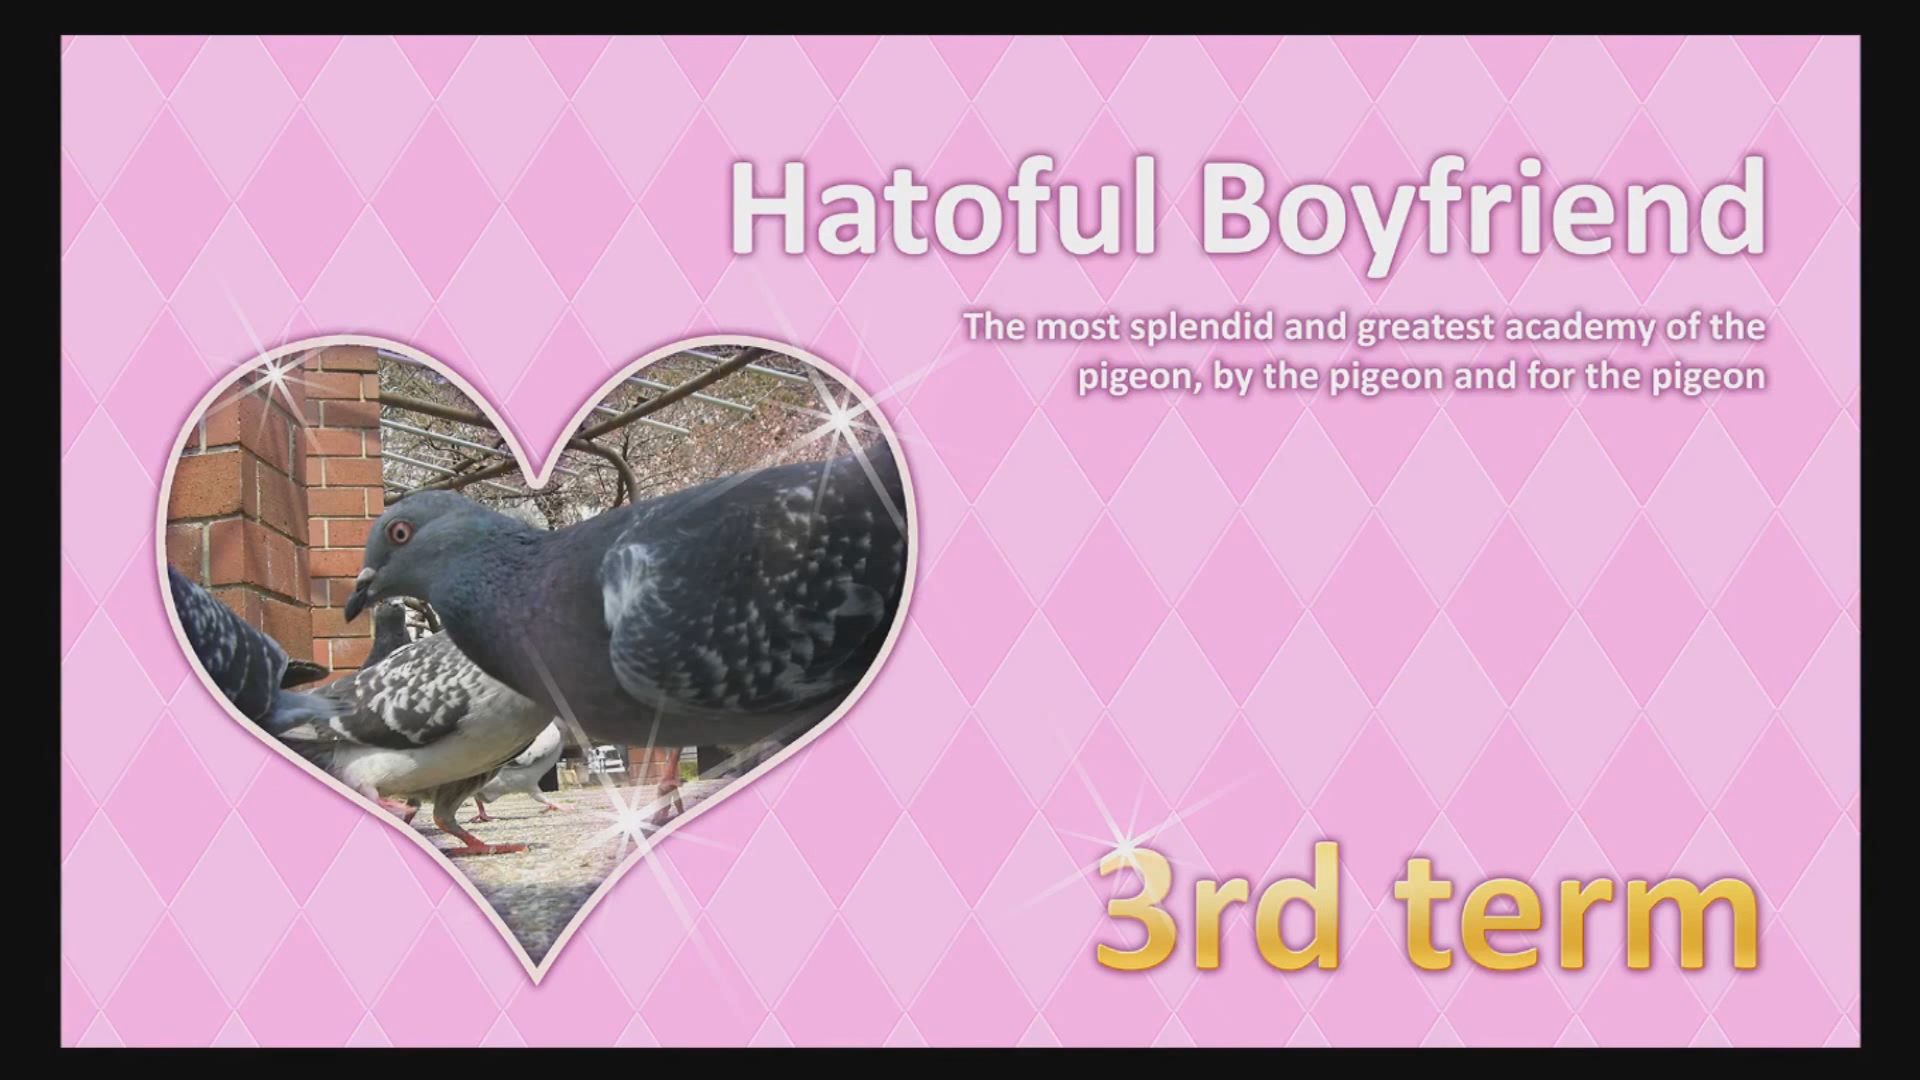 Hatoful Boyfriend
The most splendid and greatest academy of the
pigeon, by the pigeon and for the pigeon
3rd term